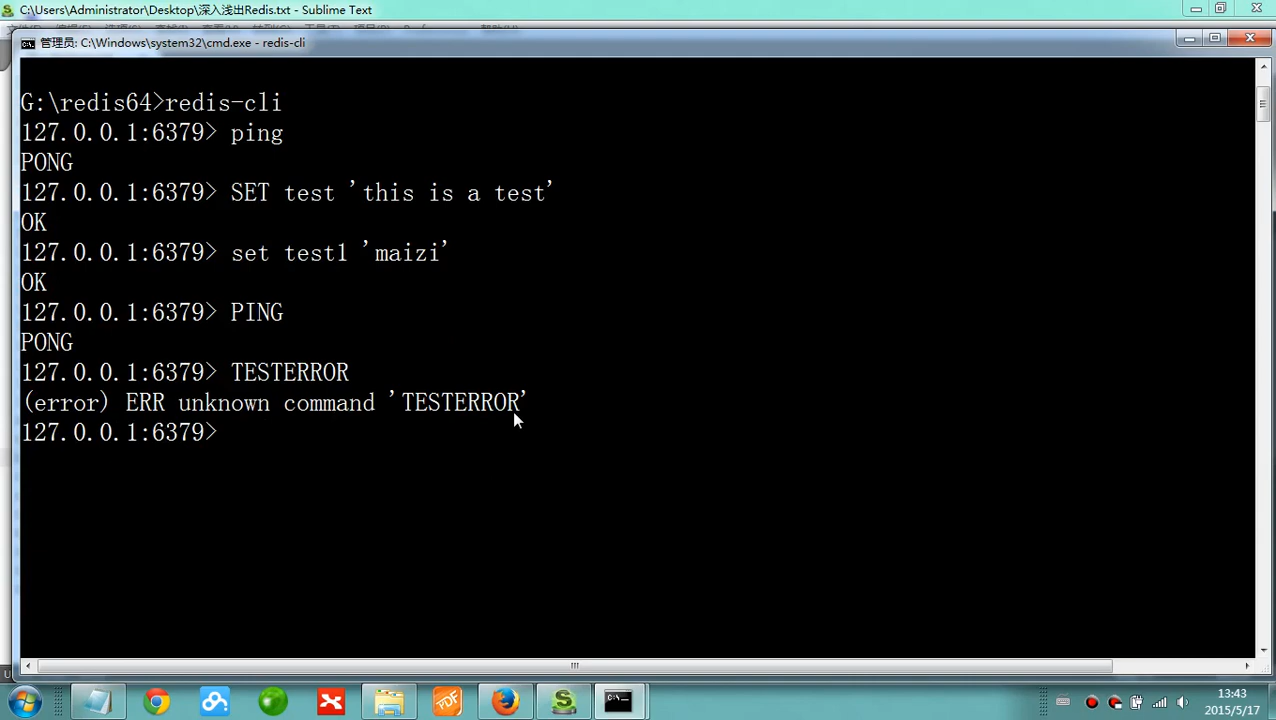 C:\Users\Administrator\Desktop\深入浅出Redis.txt - Sublime Text
管理员: C:\Windows\system32\cmd.exe - redis-cli
G:\redis64>redis-cli
127.0.0.1:6379> ping
PONG
127.0.0.1:6379> SET test 'this is a test'
OK
127.0.0.1:6379> set test1 'maizi'
OK
127.0.0.1:6379> PING
PONG
127.0.0.1:6379> TESTERROR
(error) ERR unknown command 'TESTERROR'
127.0.0.1:6379>
13:43
2015/5/17